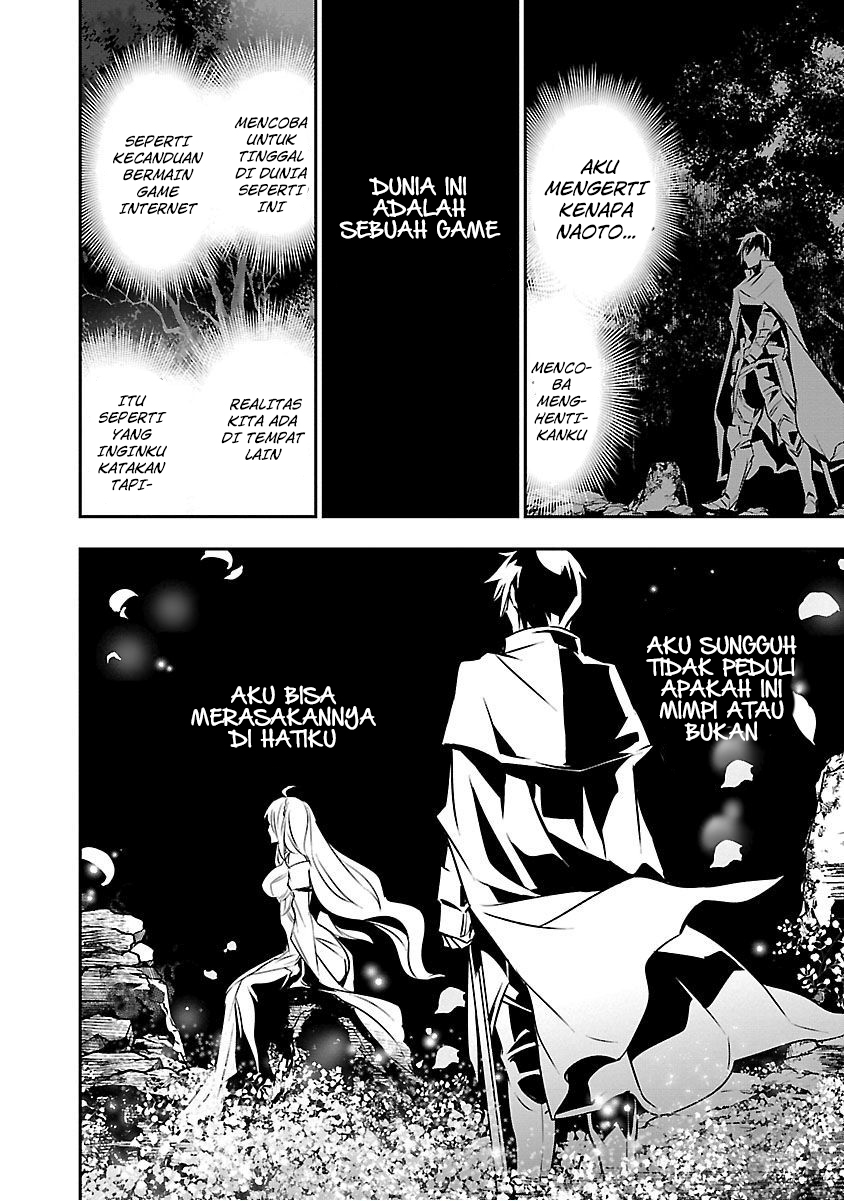 AKU
MENGERTI
KENAPA
NAOTO...
MENCO-
BA
MENG-
HENTI-
KANKU
DUNIA INI
ADALAH
SEBUAH GAME
MENCOBA
UNTUK
TINGGAL
DI DUNIA
SEPERTI
INI
SEPERTI
KECANDUAN
BERMAIN
GAME
INTERNET
REALITAS
KITA ADA
DI TEMPAT
LAIN
ITU
SEPERTI
YANG
INGINKU
KATAKAN
TAPI-
AKU SUNGGUH
TIDAK PEDULI
APAKAH INI
MIMPI ATAU
BUKAN
AKU BISA
MERASAKANNYA
DI HATIKU